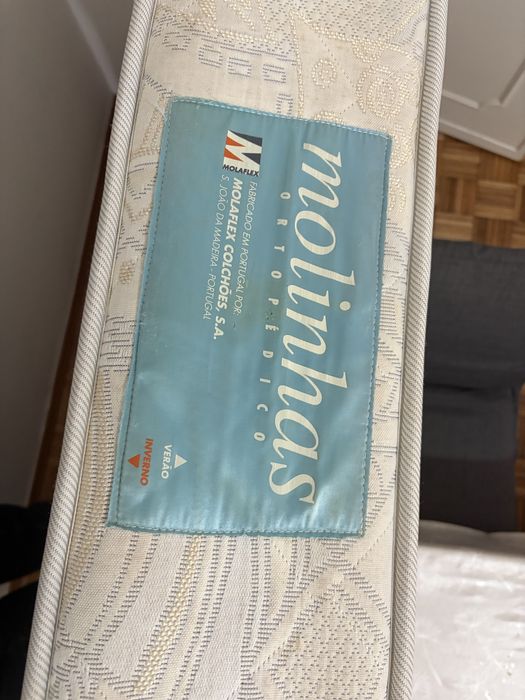 molinhas
ORTOPÉDICO
MOLAFLEX
FABRICADO EM PORTUGAL POR:
MOLAFLEX COLCHÕES, S.A.
S. JOÃO DA MADEIRA - PORTUGAL
VERÃO
INVERNO